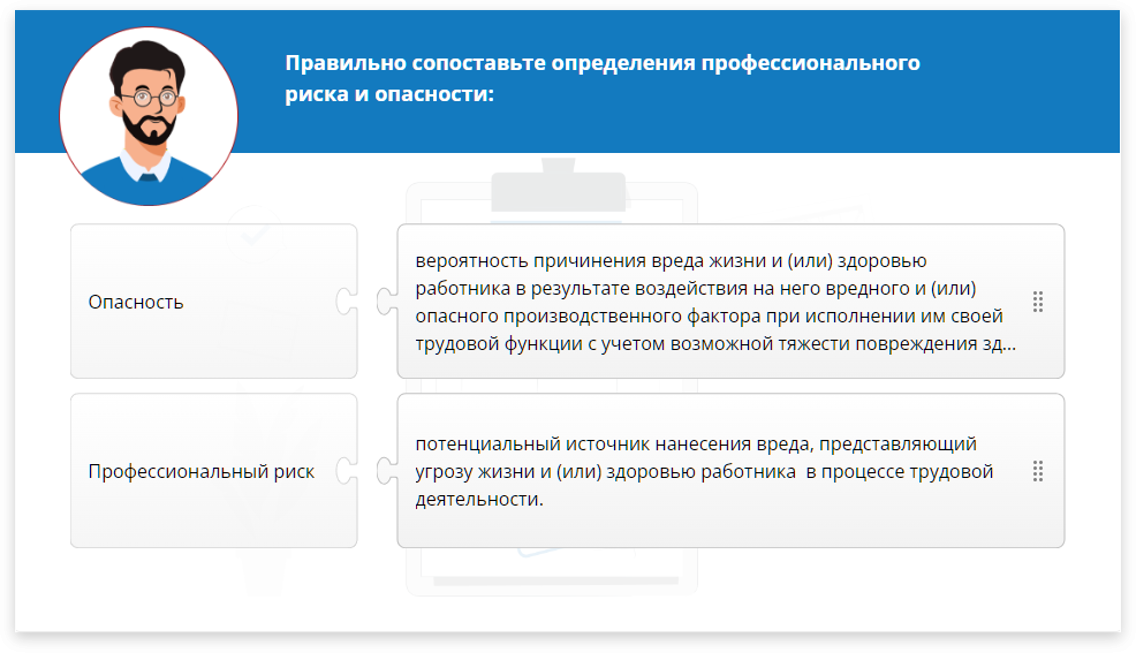 Правильно сопоставьте определения профессионального
риска и опасности:
Опасность
вероятность причинения вреда жизни и (или) здоровью
работника в результате воздействия на него вредного и (или)
опасного производственного фактора при исполнении им своей
трудовой функции с учетом возможной тяжести повреждения зд...
Профессиональный риск
потенциальный источник нанесения вреда, представляющий
угрозу жизни и (или) здоровью работника  в процессе трудовой
деятельности.